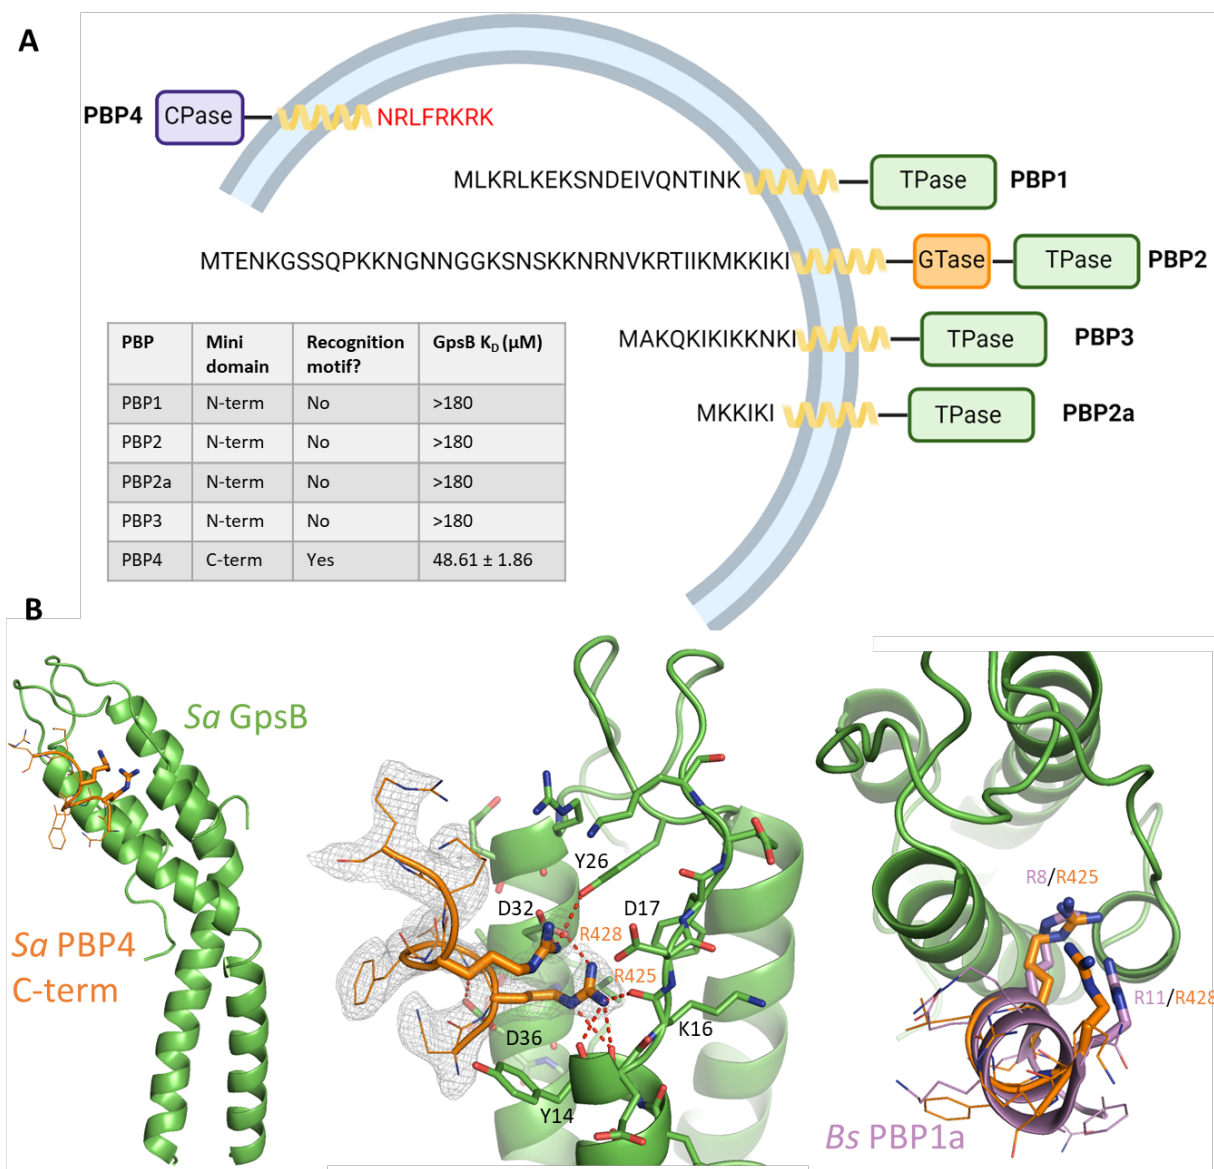 A
PBP4 CPase NRLFRKRK
MLKRLKEKSNDEIVQNTINK TPase PBP1
MTENKGSSQPKKNGNNGGKSNSKKNRNVKRTIIKMKKIKI GTase TPase PBP2
MAKQKIKIKKNKI TPase PBP3
MKKIKI TPase PBP2a
PBP Mini domain Recognition motif? GpsB KD (µM)
PBP1 N-term No >180
PBP2 N-term No >180
PBP2a N-term No >180
PBP3 N-term No >180
PBP4 C-term Yes 48.61 ± 1.86
B
Sa GpsB
Sa PBP4
C-term
Y26
D32
D17
R428
R425
D36
K16
Y14
R8/R425
R11/R428
Bs PBP1a